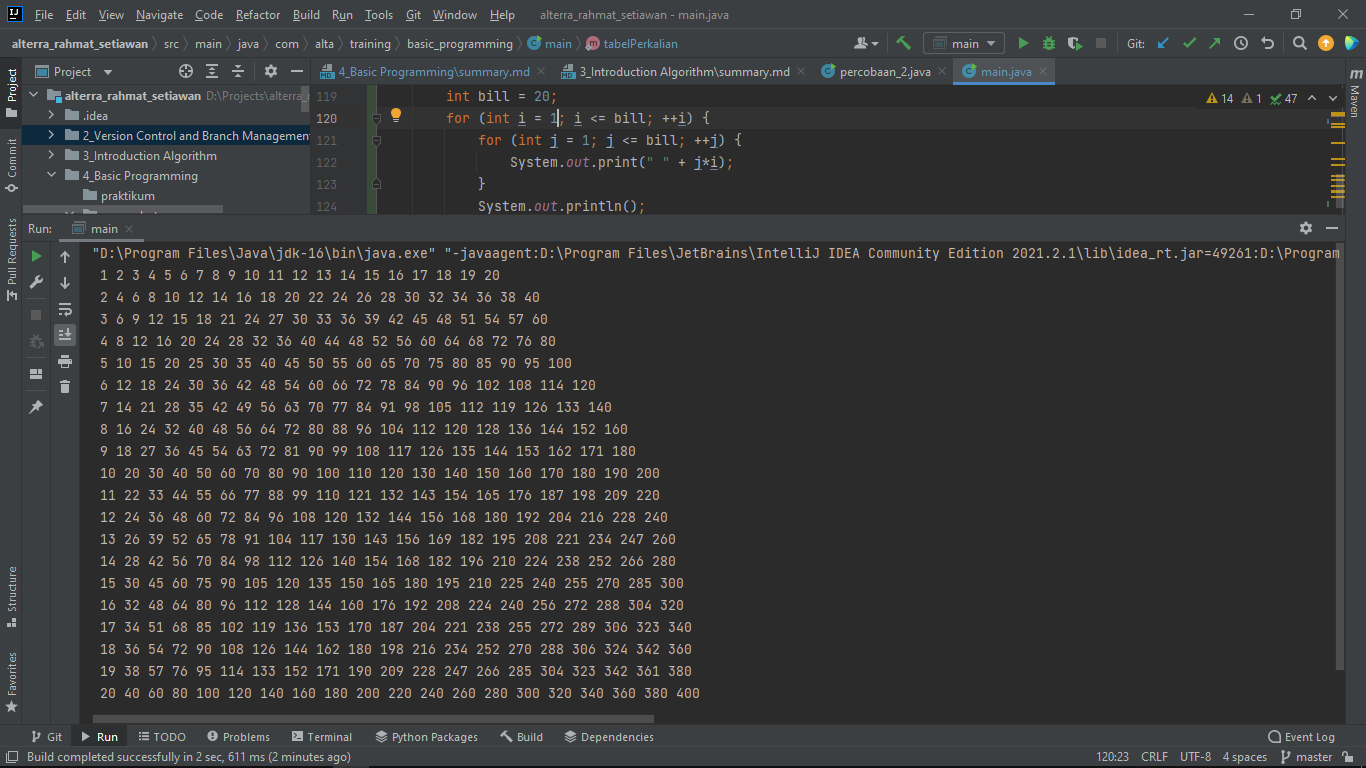 File Edit View Navigate Code Refactor Build Run Tools Git Window Help alterra_rahmat_setiawan - main.java
alterra_rahmat_setiawan src main java com alta training basic_programming main tabelPerkalian
main Git:
Project 4_Basic Programming\summary.md 3_Introduction Algorithm\summary.md percobaan_2.java main.java
alterra_rahmat_setiawan D:\Projects\alterra_
.idea
2_Version Control and Branch Managemen
3_Introduction Algorithm
4_Basic Programming
praktikum
119 int bill = 20;
120 for (int i = 1; i <= bill; ++i) {
121 for (int j = 1; j <= bill; ++j) {
122 System.out.print(" " + j*i);
123 }
124 System.out.println();
14 1 47
Project
Commit
Pull Requests
Structure
Favorites
Maven
Run: main
"D:\Program Files\Java\jdk-16\bin\java.exe" "-javaagent:D:\Program Files\JetBrains\IntelliJ IDEA Community Edition 2021.2.1\lib\idea_rt.jar=49261:D:\Program
1 2 3 4 5 6 7 8 9 10 11 12 13 14 15 16 17 18 19 20
2 4 6 8 10 12 14 16 18 20 22 24 26 28 30 32 34 36 38 40
3 6 9 12 15 18 21 24 27 30 33 36 39 42 45 48 51 54 57 60
4 8 12 16 20 24 28 32 36 40 44 48 52 56 60 64 68 72 76 80
5 10 15 20 25 30 35 40 45 50 55 60 65 70 75 80 85 90 95 100
6 12 18 24 30 36 42 48 54 60 66 72 78 84 90 96 102 108 114 120
7 14 21 28 35 42 49 56 63 70 77 84 91 98 105 112 119 126 133 140
8 16 24 32 40 48 56 64 72 80 88 96 104 112 120 128 136 144 152 160
9 18 27 36 45 54 63 72 81 90 99 108 117 126 135 144 153 162 171 180
10 20 30 40 50 60 70 80 90 100 110 120 130 140 150 160 170 180 190 200
11 22 33 44 55 66 77 88 99 110 121 132 143 154 165 176 187 198 209 220
12 24 36 48 60 72 84 96 108 120 132 144 156 168 180 192 204 216 228 240
13 26 39 52 65 78 91 104 117 130 143 156 169 182 195 208 221 234 247 260
14 28 42 56 70 84 98 112 126 140 154 168 182 196 210 224 238 252 266 280
15 30 45 60 75 90 105 120 135 150 165 180 195 210 225 240 255 270 285 300
16 32 48 64 80 96 112 128 144 160 176 192 208 224 240 256 272 288 304 320
17 34 51 68 85 102 119 136 153 170 187 204 221 238 255 272 289 306 323 340
18 36 54 72 90 108 126 144 162 180 198 216 234 252 270 288 306 324 342 360
19 38 57 76 95 114 133 152 171 190 209 228 247 266 285 304 323 342 361 380
20 40 60 80 100 120 140 160 180 200 220 240 260 280 300 320 340 360 380 400
Git Run TODO Problems Terminal Python Packages Build Dependencies Event Log
Build completed successfully in 2 sec, 611 ms (2 minutes ago) 120:23 CRLF UTF-8 4 spaces master